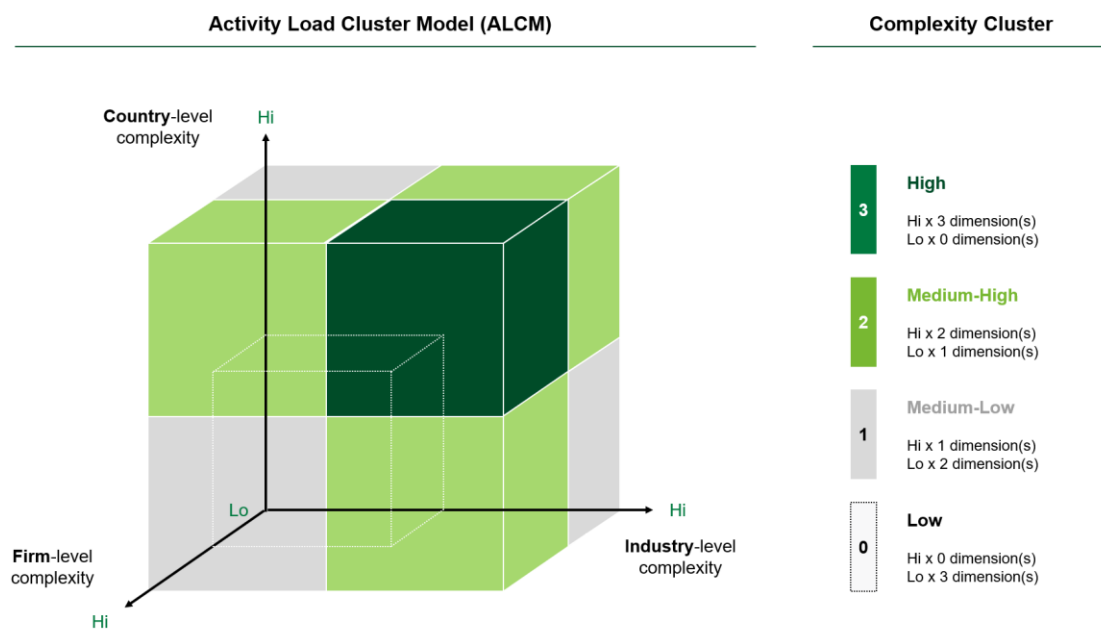 Activity Load Cluster Model (ALCM)
Complexity Cluster
Country-level
complexity
Hi
Lo
Hi
Industry-level
complexity
Firm-level
complexity
Hi
3
High
Hi x 3 dimension(s)
Lo x 0 dimension(s)
2
Medium-High
Hi x 2 dimension(s)
Lo x 1 dimension(s)
1
Medium-Low
Hi x 1 dimension(s)
Lo x 2 dimension(s)
0
Low
Hi x 0 dimension(s)
Lo x 3 dimension(s)